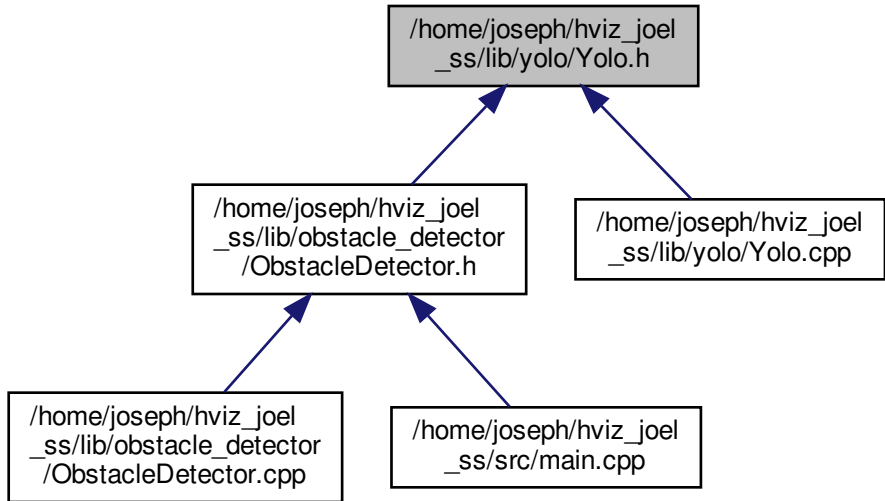 /home/joseph/hviz_joel
_ss/lib/yolo/Yolo.h
/home/joseph/hviz_joel
_ss/lib/obstacle_detector
/ObstacleDetector.h
/home/joseph/hviz_joel
_ss/lib/yolo/Yolo.cpp
/home/joseph/hviz_joel
_ss/lib/obstacle_detector
/ObstacleDetector.cpp
/home/joseph/hviz_joel
_ss/src/main.cpp